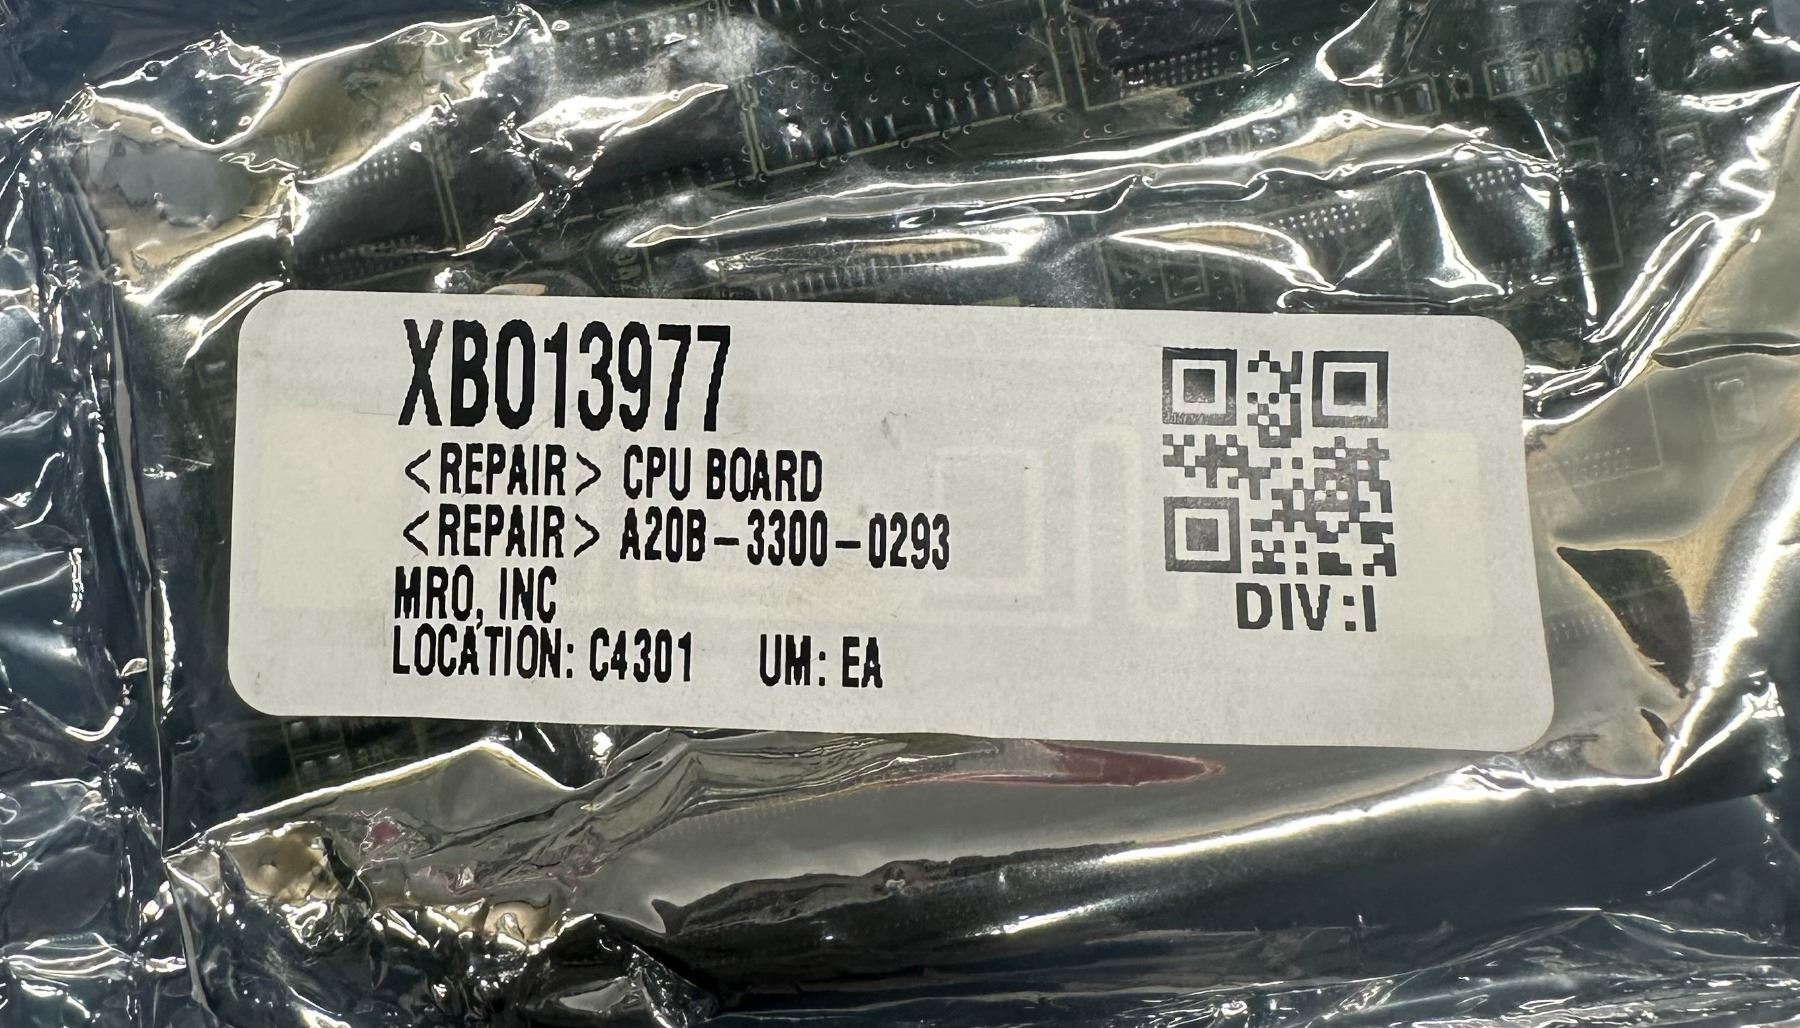 XB013977
<REPAIR> CPU BOARD
<REPAIR> A20B-3300-0293
MRO, INC
LOCATION: C4301 UM: EA
DIV:I